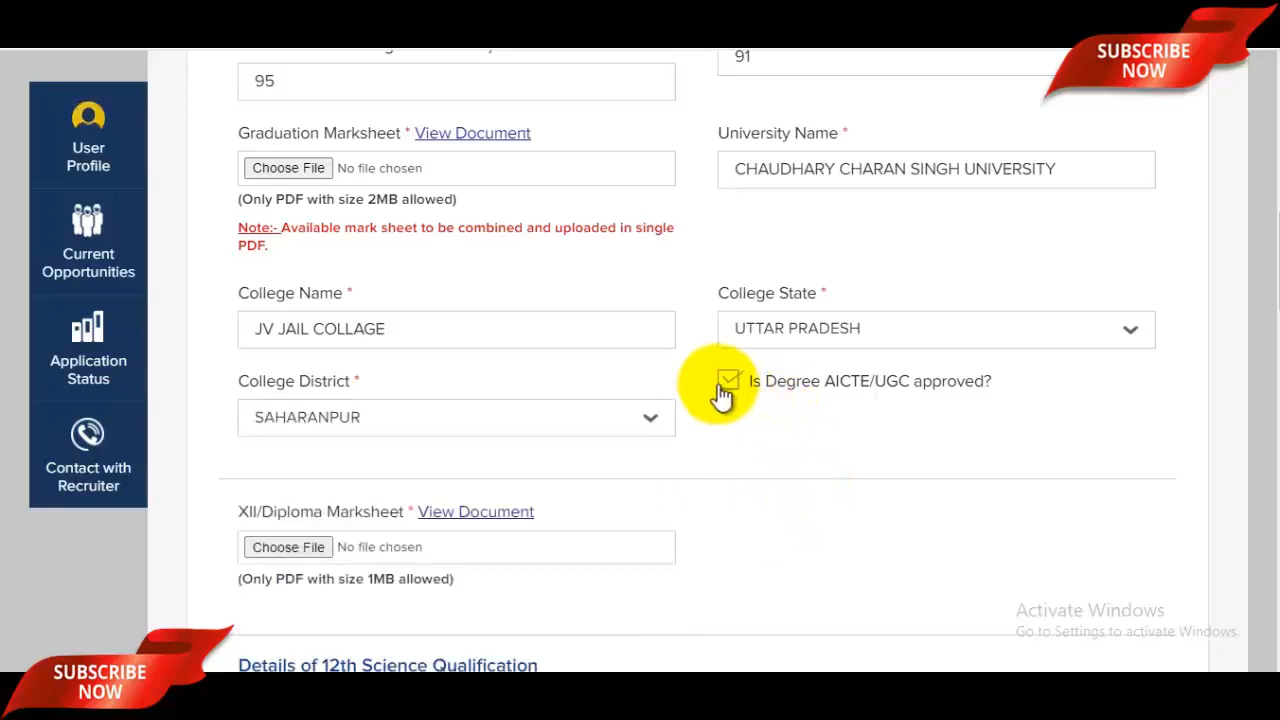 SUBSCRIBE
NOW
91
95
Graduation Marksheet * View Document
University Name *
Choose File No file chosen
CHAUDHARY CHARAN SINGH UNIVERSITY
(Only PDF with size 2MB allowed)
Note:- Available mark sheet to be combined and uploaded in single
PDF.
College Name *
College State *
JV JAIL COLLAGE
UTTAR PRADESH
College District *
Is Degree AICTE/UGC approved?
SAHARANPUR
XII/Diploma Marksheet * View Document
Choose File No file chosen
(Only PDF with size 1MB allowed)
Details of 12th Science Qualification
User
Profile
Current
Opportunities
Application
Status
Contact with
Recruiter
Activate Windows
Go to Settings to activate Windows.
SUBSCRIBE
NOW